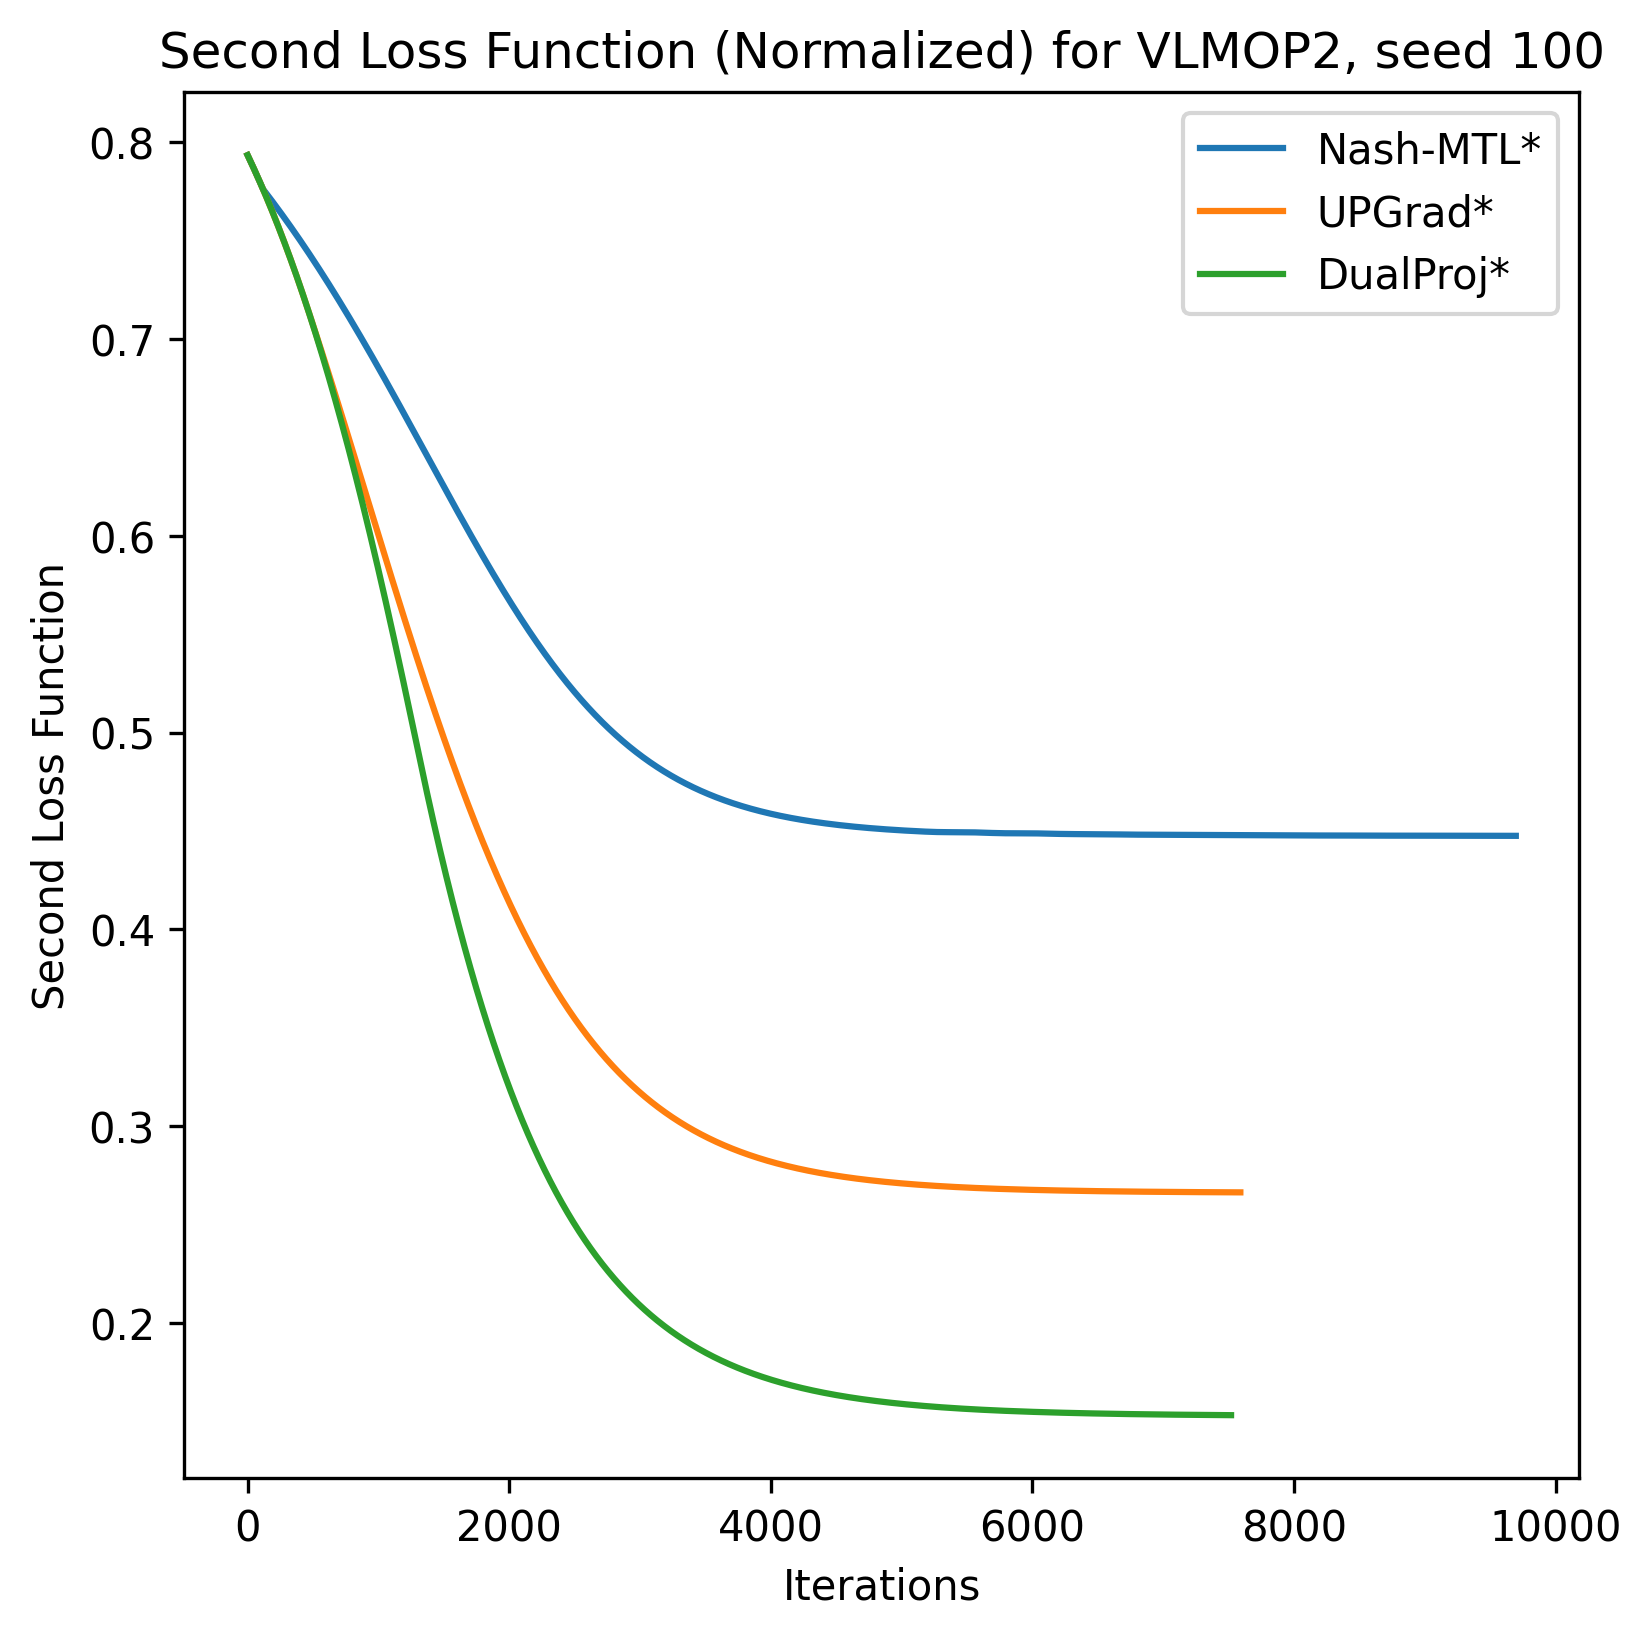 Second Loss Function (Normalized) for VLMOP2, seed 100
Nash-MTL*
UPGrad*
DualProj*
Second Loss Function
0.8
0.7
0.6
0.5
0.4
0.3
0.2
0 2000 4000 6000 8000 10000
Iterations